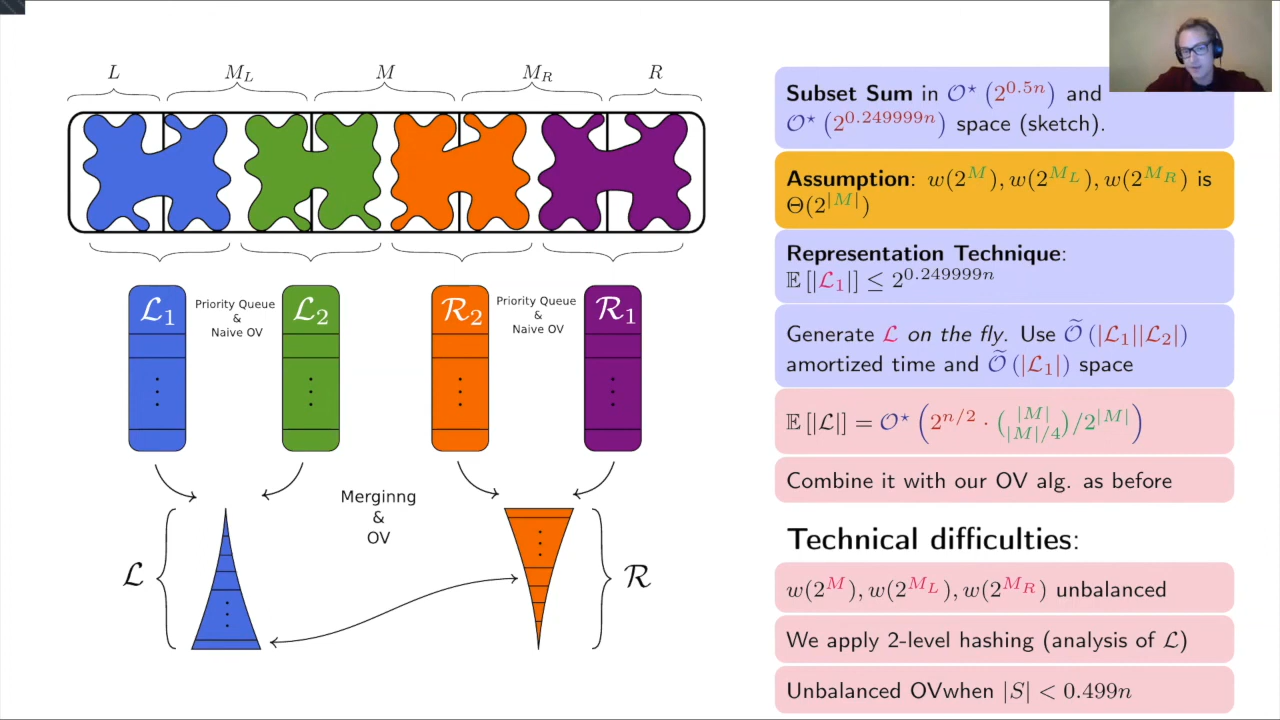 L M_L M M_R R
ℒ₁ Priority Queue & Naive OV ℒ₂ ℛ₂ Priority Queue & Naive OV ℛ₁
Merginng
&
OV
ℒ ℛ
Subset Sum in 𝒪⋆ (2^{0.5n}) and
𝒪⋆ (2^{0.249999n}) space (sketch).
Assumption: w(2^M), w(2^{M_L}), w(2^{M_R}) is
Θ(2^{|M|})
Representation Technique:
𝔼 [|ℒ₁|] ≤ 2^{0.249999n}
Generate ℒ on the fly. Use Õ (|ℒ₁||ℒ₂|)
amortized time and Õ (|ℒ₁|) space
𝔼 [|ℒ|] = 𝒪⋆ (2^{n/2} · \binom{|M|}{|M|/4}/2^{|M|})
Combine it with our OV alg. as before
Technical difficulties:
w(2^M), w(2^{M_L}), w(2^{M_R}) unbalanced
We apply 2-level hashing (analysis of ℒ)
Unbalanced OVwhen |S| < 0.499n